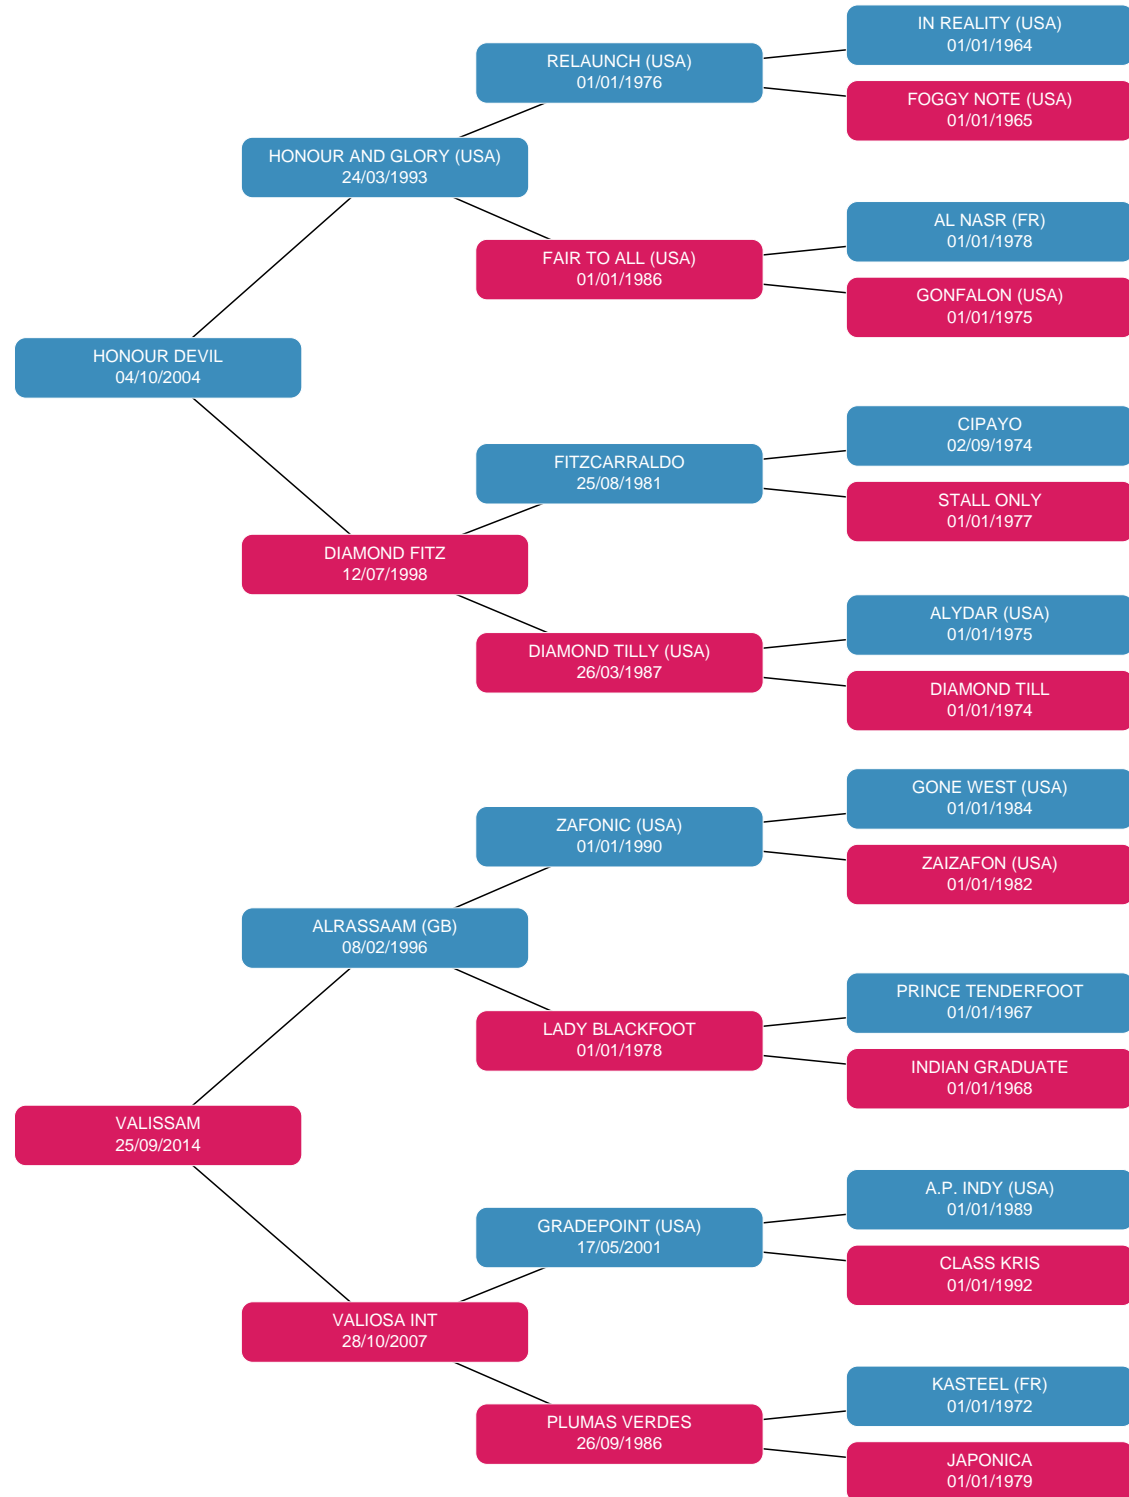 IN REALITY (USA)
01/01/1964
RELAUNCH (USA)
01/01/1976
FOGGY NOTE (USA)
01/01/1965
HONOUR AND GLORY (USA)
24/03/1993
AL NASR (FR)
01/01/1978
FAIR TO ALL (USA)
01/01/1986
GONFALON (USA)
01/01/1975
HONOUR DEVIL
04/10/2004
CIPAYO
02/09/1974
FITZCARRALDO
25/08/1981
STALL ONLY
01/01/1977
DIAMOND FITZ
12/07/1998
ALYDAR (USA)
01/01/1975
DIAMOND TILLY (USA)
26/03/1987
DIAMOND TILL
01/01/1974
GONE WEST (USA)
01/01/1984
ZAFONIC (USA)
01/01/1990
ZAIZAFON (USA)
01/01/1982
ALRASSAAM (GB)
08/02/1996
PRINCE TENDERFOOT
01/01/1967
LADY BLACKFOOT
01/01/1978
INDIAN GRADUATE
01/01/1968
VALISSAM
25/09/2014
A.P. INDY (USA)
01/01/1989
GRADEPOINT (USA)
17/05/2001
CLASS KRIS
01/01/1992
VALIOSA INT
28/10/2007
KASTEEL (FR)
01/01/1972
PLUMAS VERDES
26/09/1986
JAPONICA
01/01/1979